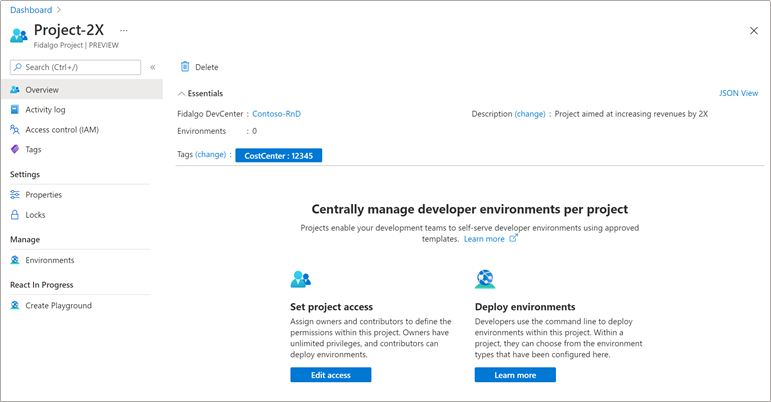 Dashboard >
Project-2X ...
Fidalgo Project | PREVIEW
Search (Ctrl+/) «
Overview
Activity log
Access control (IAM)
Tags
Settings
Properties
Locks
Manage
Environments
React In Progress
Create Playground
Delete
Essentials
JSON View
Fidalgo DevCenter : Contoso-RnD
Description (change) : Project aimed at increasing revenues by 2X
Environments : 0
Tags (change) : CostCenter : 12345
Centrally manage developer environments per project
Projects enable your development teams to self-serve developer environments using approved
templates. Learn more
Set project access
Assign owners and contributors to define the
permissions within this project. Owners have
unlimited privileges, and contributors can
deploy environments.
Edit access
Deploy environments
Developers use the command line to deploy
environments within this project. Within a
project, they can choose from the environment
types that have been configured here.
Learn more